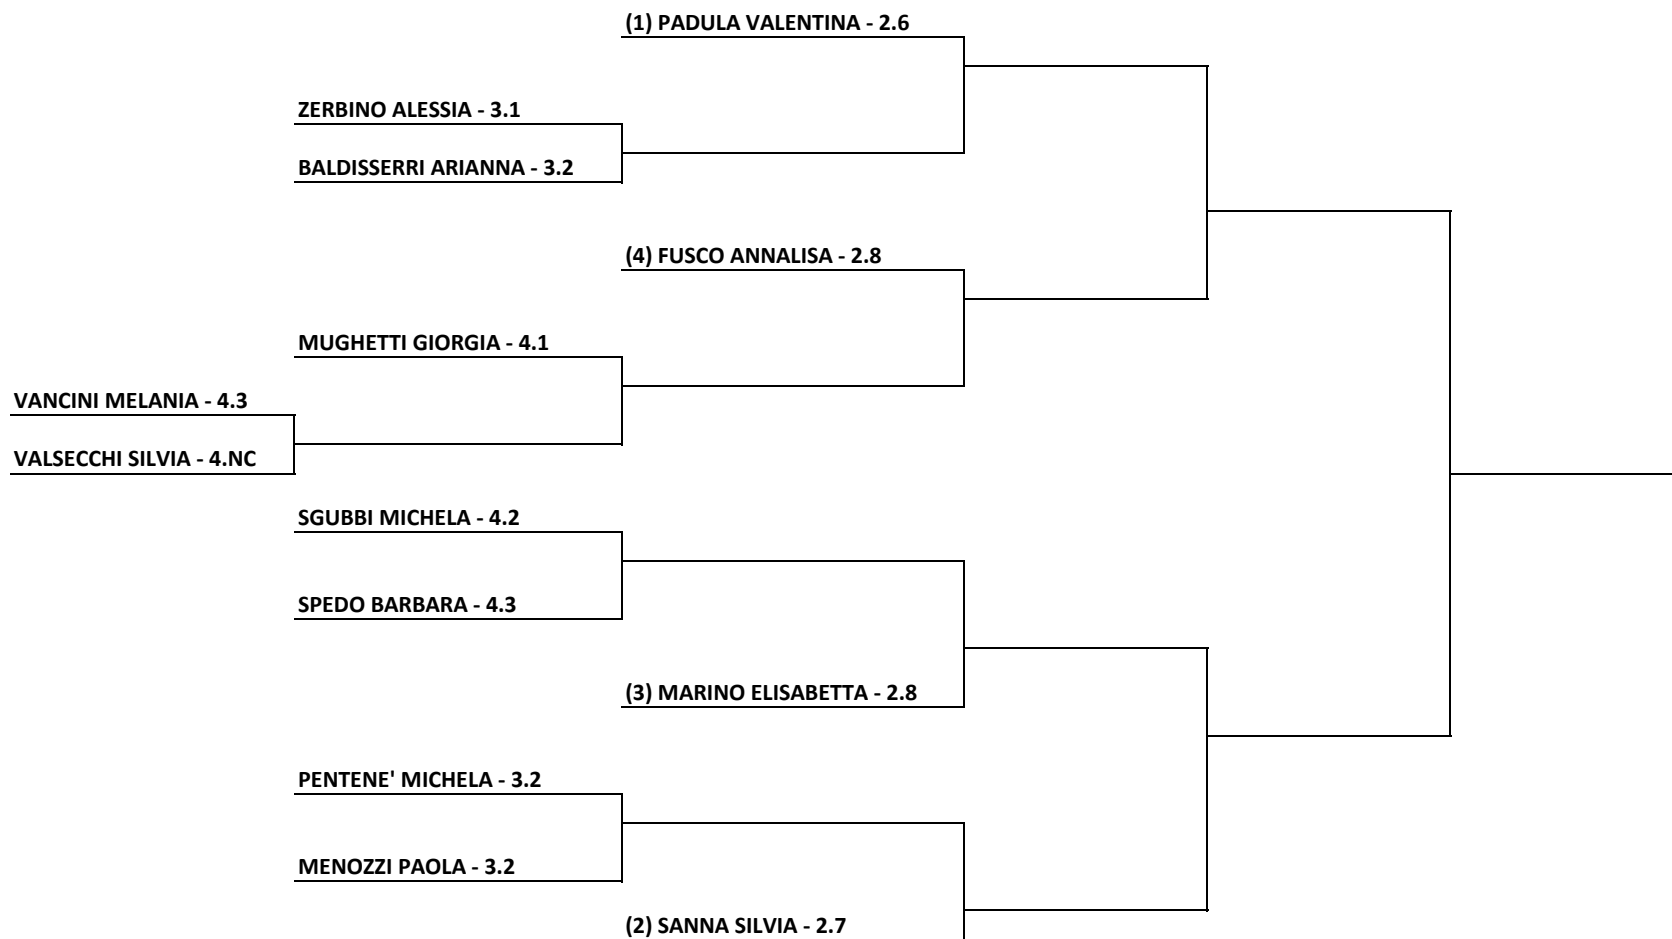 (1) PADULA VALENTINA - 2.6
ZERBINO ALESSIA - 3.1
BALDISSERRI ARIANNA - 3.2
(4) FUSCO ANNALISA - 2.8
MUGHETTI GIORGIA - 4.1
VANCINI MELANIA - 4.3
VALSECCHI SILVIA - 4.NC
SGUBBI MICHELA - 4.2
SPEDO BARBARA - 4.3
(3) MARINO ELISABETTA - 2.8
PENTENE' MICHELA - 3.2
MENOZZI PAOLA - 3.2
(2) SANNA SILVIA - 2.7